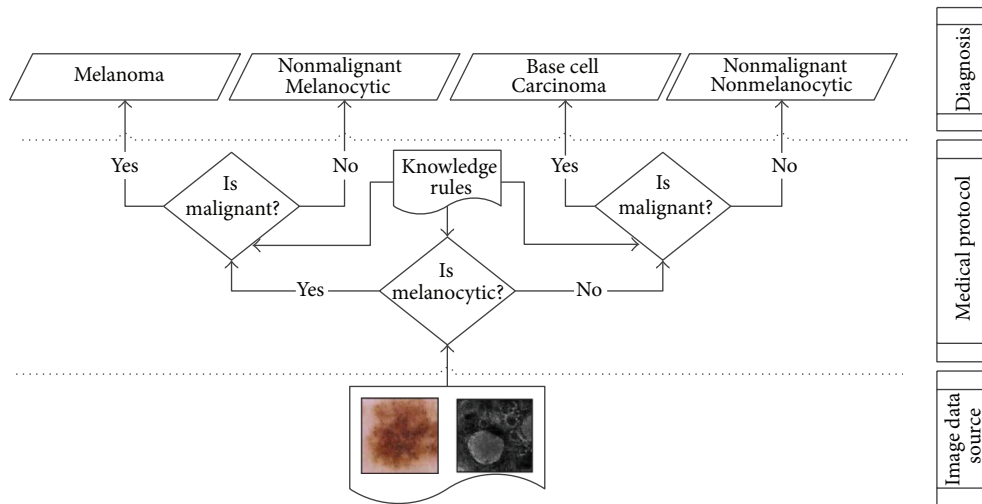 Melanoma
Nonmalignant
Melanocytic
Base cell
Carcinoma
Nonmalignant
Nonmelanocytic
Diagnosis
Yes
No
Yes
No
Is
malignant?
Knowledge
rules
Is
malignant?
Medical protocol
Is
melanocytic?
Yes
No
Image data
source